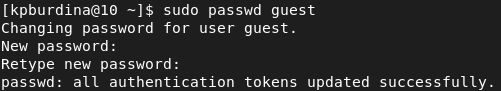 [kpburdina@10 ~]$ sudo passwd guest
Changing password for user guest.
New password:
Retype new password:
passwd: all authentication tokens updated successfully.